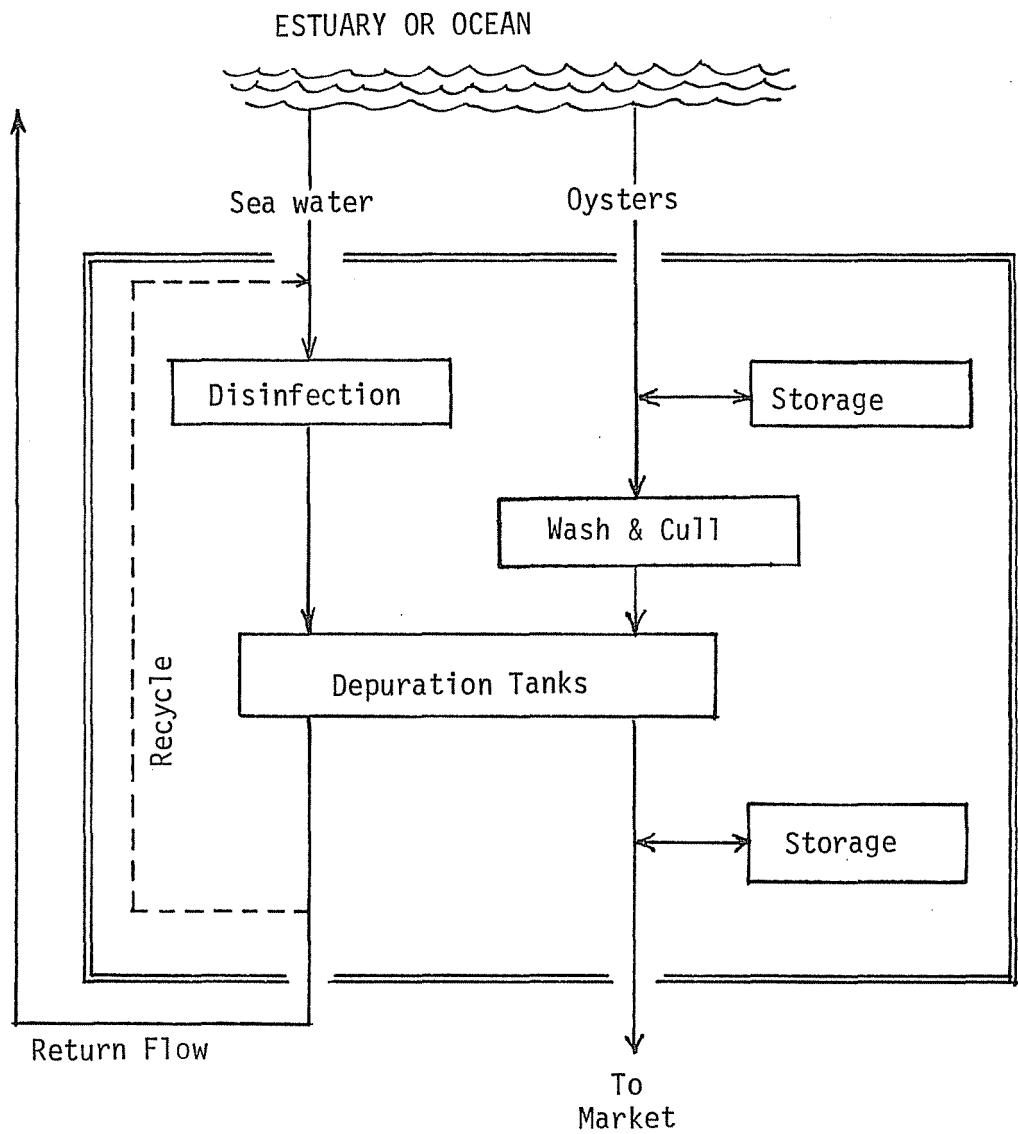 ESTUARY OR OCEAN
Sea water
Oysters
Disinfection
Storage
Wash & Cull
Depuration Tanks
Recycle
Storage
Return Flow
To
Market